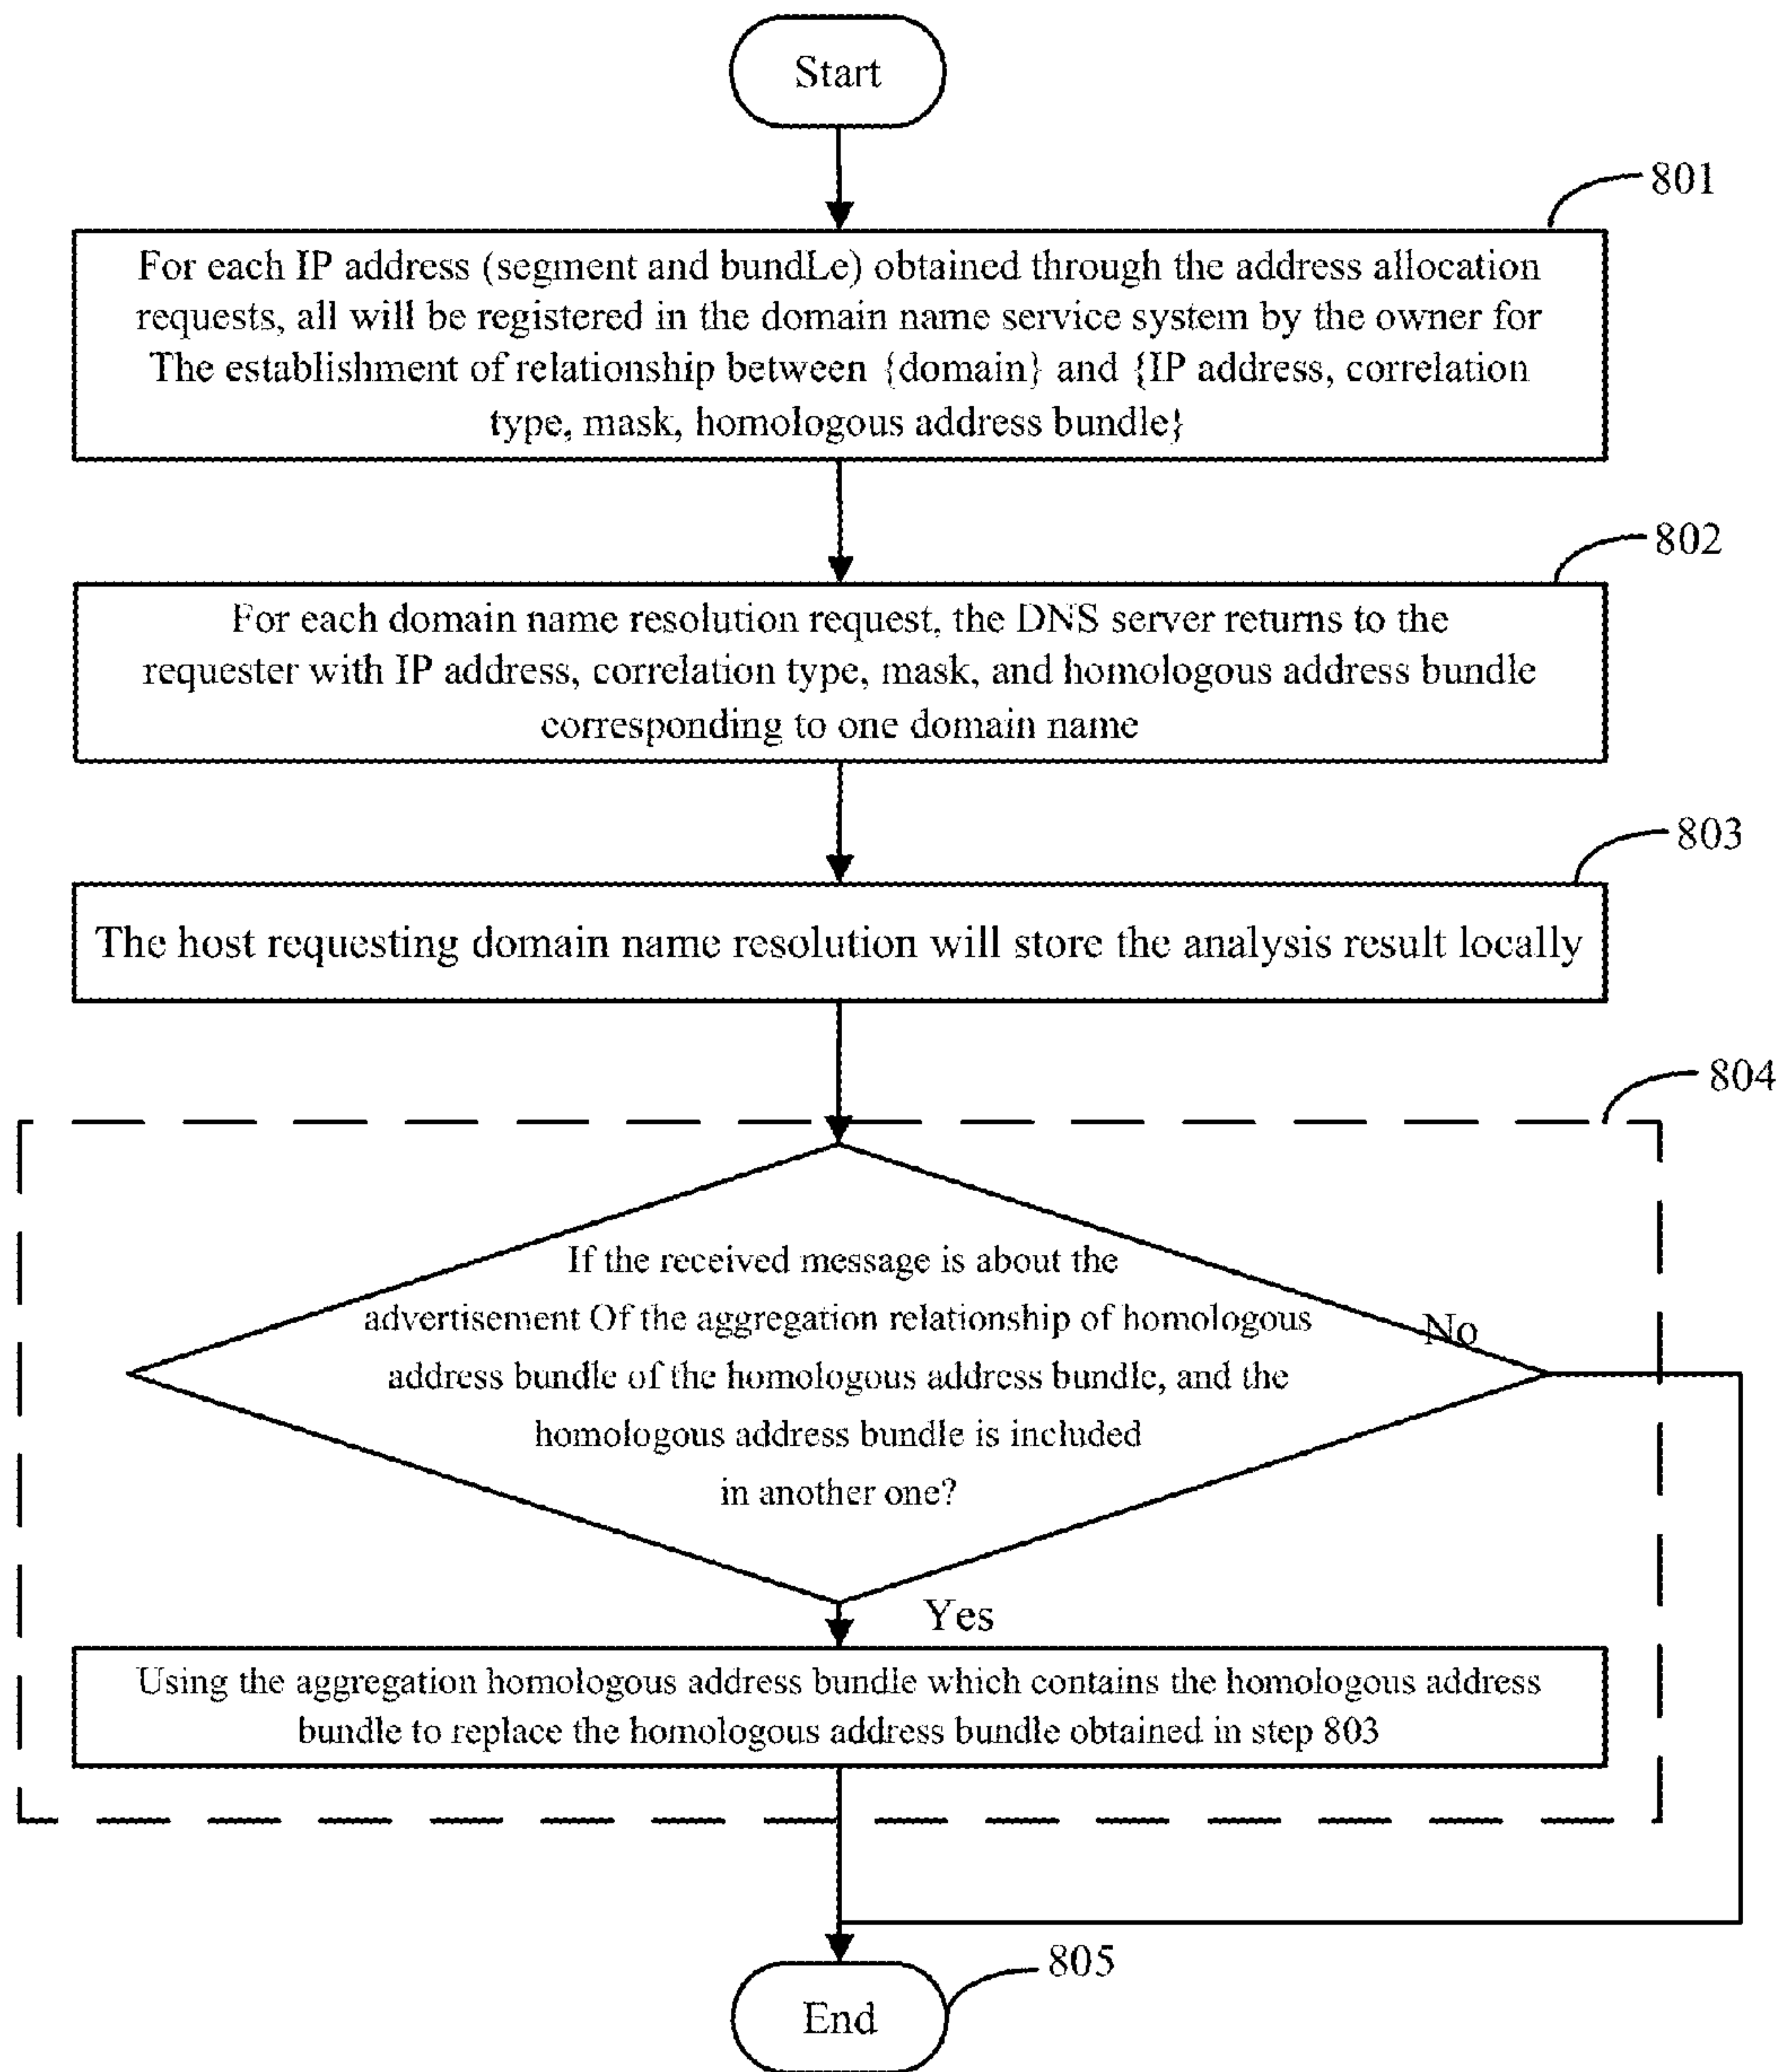 Start
801
For each IP address (segment and bundLe) obtained through the address allocation
requests, all will be registered in the domain name service system by the owner for
The establishment of relationship between {domain} and {IP address, correlation
type, mask, homologous address bundle}
802
For each domain name resolution request, the DNS server returns to the
requester with IP address, correlation type, mask, and homologous address bundle
corresponding to one domain name
803
The host requesting domain name resolution will store the analysis result locally
804
If the received message is about the
advertisement Of the aggregation relationship of homologous
address bundle of the homologous address bundle, and the
homologous address bundle is included
in another one?
No
Yes
Using the aggregation homologous address bundle which contains the homologous address
bundle to replace the homologous address bundle obtained in step 803
805
End